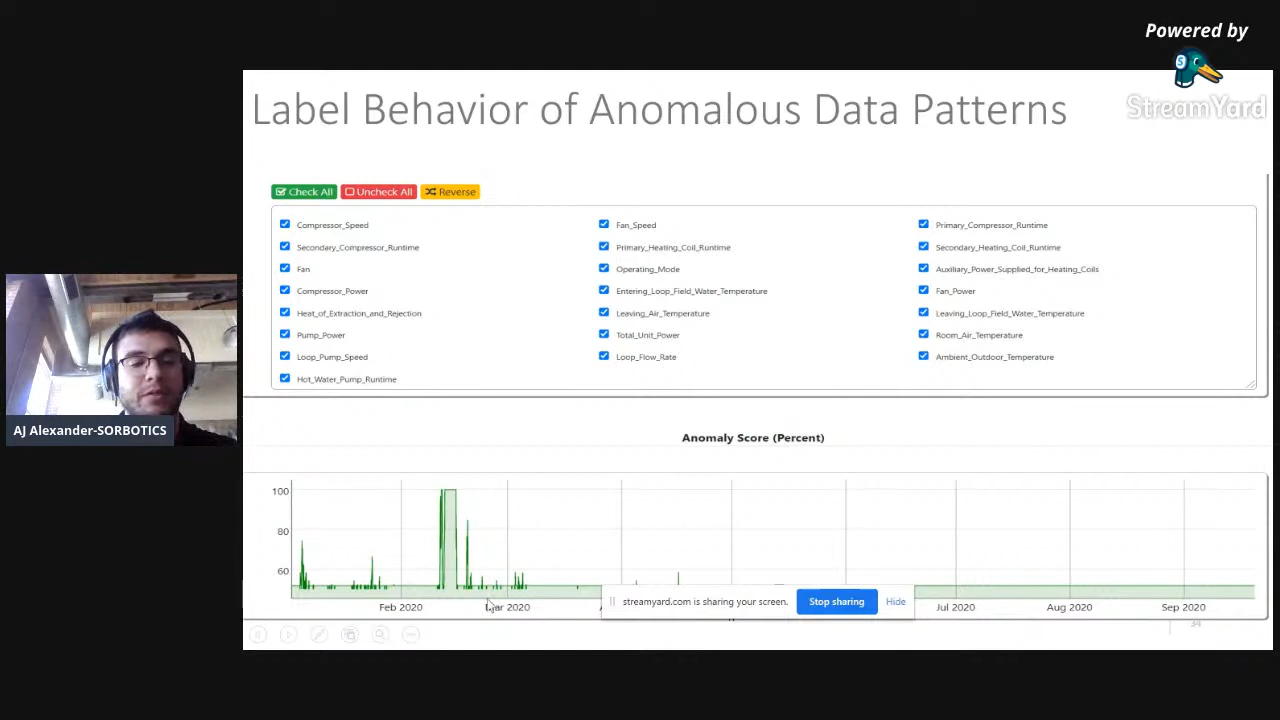 Powered by
StreamYard
Label Behavior of Anomalous Data Patterns
Check All Uncheck All Reverse
Compressor_Speed Fan_Speed Primary_Compressor_Runtime
Secondary_Compressor_Runtime Primary_Heating_Coil_Runtime Secondary_Heating_Coil_Runtime
Fan Operating_Mode Auxiliary_Power_Supplied_for_Heating_Coils
Compressor_Power Entering_Loop_Field_Water_Temperature Fan_Power
Heat_of_Extraction_and_Rejection Leaving_Air_Temperature Leaving_Loop_Field_Water_Temperature
Pump_Power Total_Unit_Power Room_Air_Temperature
Loop_Pump_Speed Loop_Flow_Rate Ambient_Outdoor_Temperature
Hot_Water_Pump_Runtime
AJ Alexander-SORBOTICS
Anomaly Score (Percent)
100
80
60
streamyard.com is sharing your screen. Stop sharing Hide
Feb 2020 Mar 2020 Jul 2020 Aug 2020 Sep 2020
34